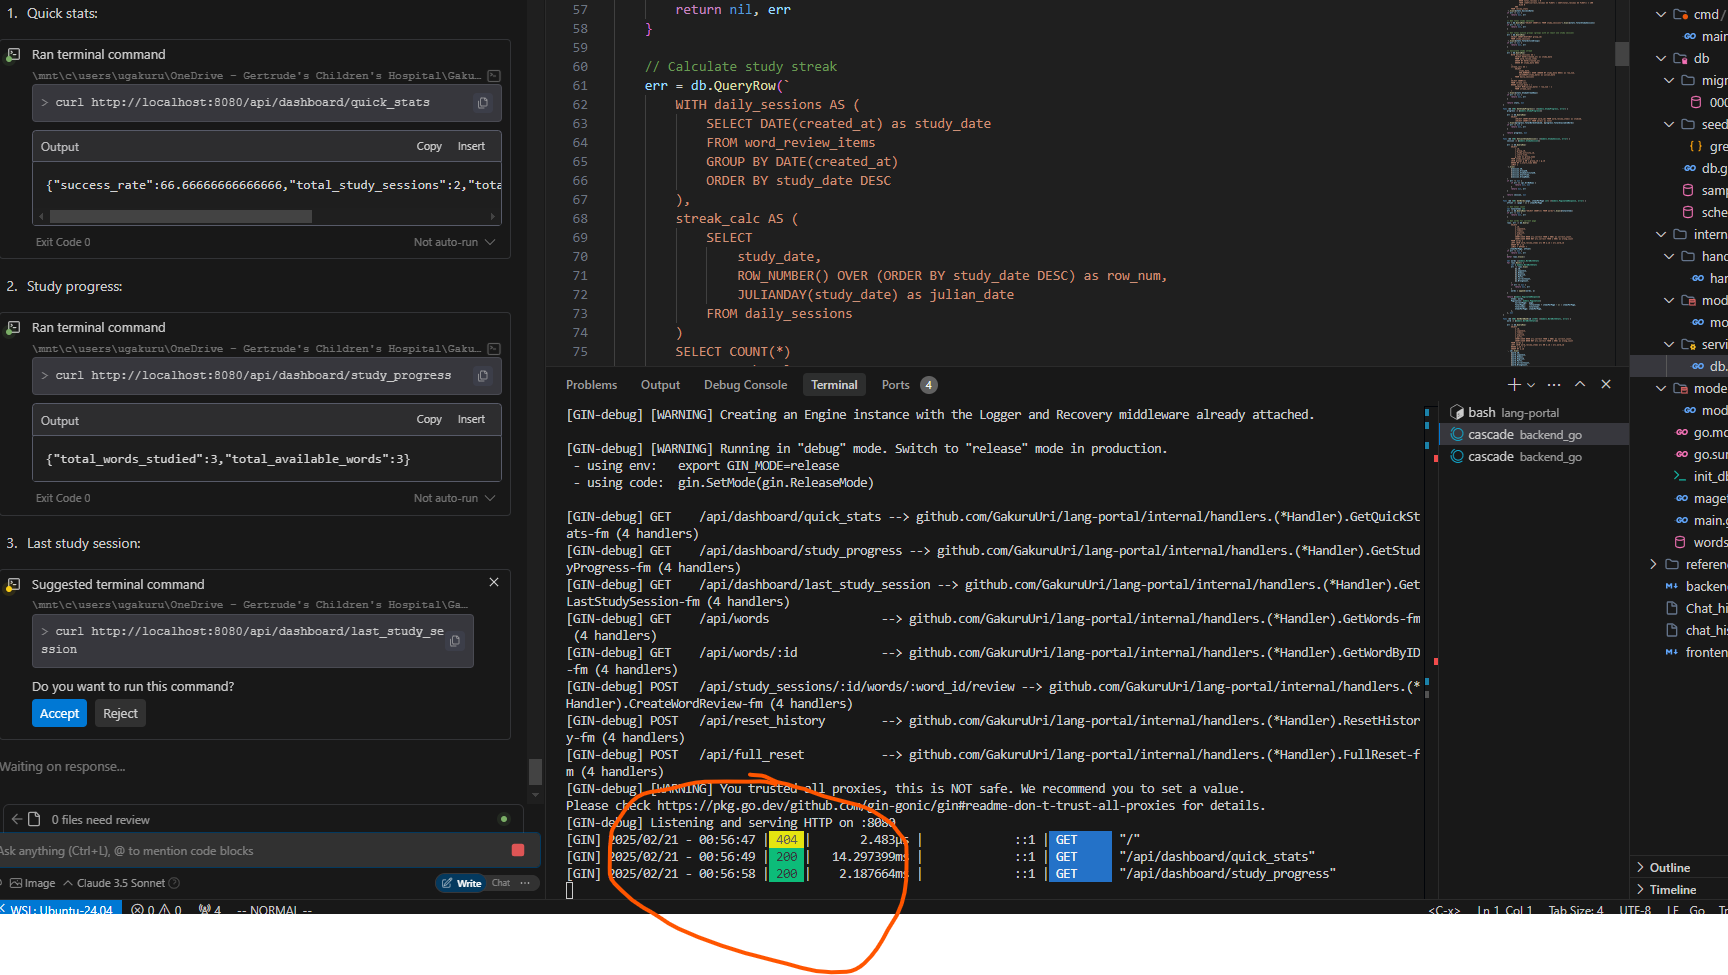 1. Quick stats:
Ran terminal command
\mnt\c\users\ugakuru\OneDrive - Gertrude's Children's Hospital\Gaku…
> curl http://localhost:8080/api/dashboard/quick_stats
Output Copy Insert
{"success_rate":66.66666666666666,"total_study_sessions":2,"tota
Exit Code 0 Not auto-run
2. Study progress:
Ran terminal command
\mnt\c\users\ugakuru\OneDrive - Gertrude's Children's Hospital\Gaku…
> curl http://localhost:8080/api/dashboard/study_progress
Output Copy Insert
{"total_words_studied":3,"total_available_words":3}
Exit Code 0 Not auto-run
3. Last study session:
Suggested terminal command
\mnt\c\users\ugakuru\OneDrive - Gertrude's Children's Hospital\Ga…
> curl http://localhost:8080/api/dashboard/last_study_se
ssion
Do you want to run this command?
Accept Reject
Waiting on response...
0 files need review
Ask anything (Ctrl+L), @ to mention code blocks
Image Claude 3.5 Sonnet Write Chat ...
57 return nil, err
58 }
59
60 // Calculate study streak
61 err = db.QueryRow(`
62 WITH daily_sessions AS (
63 SELECT DATE(created_at) as study_date
64 FROM word_review_items
65 GROUP BY DATE(created_at)
66 ORDER BY study_date DESC
67 ),
68 streak_calc AS (
69 SELECT
70 study_date,
71 ROW_NUMBER() OVER (ORDER BY study_date DESC) as row_num,
72 JULIANDAY(study_date) as julian_date
73 FROM daily_sessions
74 )
75 SELECT COUNT(*)
Problems Output Debug Console Terminal Ports 4
[GIN-debug] [WARNING] Creating an Engine instance with the Logger and Recovery middleware already attached.
[GIN-debug] [WARNING] Running in "debug" mode. Switch to "release" mode in production.
- using env: export GIN_MODE=release
- using code: gin.SetMode(gin.ReleaseMode)
[GIN-debug] GET /api/dashboard/quick_stats --> github.com/GakuruUri/lang-portal/internal/handlers.(*Handler).GetQuickSt
ats-fm (4 handlers)
[GIN-debug] GET /api/dashboard/study_progress --> github.com/GakuruUri/lang-portal/internal/handlers.(*Handler).GetStud
yProgress-fm (4 handlers)
[GIN-debug] GET /api/dashboard/last_study_session --> github.com/GakuruUri/lang-portal/internal/handlers.(*Handler).Get
LastStudySession-fm (4 handlers)
[GIN-debug] GET /api/words --> github.com/GakuruUri/lang-portal/internal/handlers.(*Handler).GetWords-fm
(4 handlers)
[GIN-debug] GET /api/words/:id --> github.com/GakuruUri/lang-portal/internal/handlers.(*Handler).GetWordByID
-fm (4 handlers)
[GIN-debug] POST /api/study_sessions/:id/words/:word_id/review --> github.com/GakuruUri/lang-portal/internal/handlers.(*
Handler).CreateWordReview-fm (4 handlers)
[GIN-debug] POST /api/reset_history --> github.com/GakuruUri/lang-portal/internal/handlers.(*Handler).ResetHistor
y-fm (4 handlers)
[GIN-debug] POST /api/full_reset --> github.com/GakuruUri/lang-portal/internal/handlers.(*Handler).FullReset-f
m (4 handlers)
[GIN-debug] [WARNING] You trusted all proxies, this is NOT safe. We recommend you to set a value.
Please check https://pkg.go.dev/github.com/gin-gonic/gin#readme-don-t-trust-all-proxies for details.
[GIN-debug] Listening and serving HTTP on :8080
[GIN] 2025/02/21 - 00:56:47 | 404 | 2.483µs | ::1 | GET "/"
[GIN] 2025/02/21 - 00:56:49 | 200 | 14.297399ms | ::1 | GET "/api/dashboard/quick_stats"
[GIN] 2025/02/21 - 00:56:58 | 200 | 2.187664ms | ::1 | GET "/api/dashboard/study_progress"
bash lang-portal
cascade backend_go
cascade backend_go
cmd /
main
db
migr
000
seed
{} gre
db.g
samp
sche
intern
hand
har
mod
mo
servi
db.
mode
mod
go.mo
go.sur
init_db
magef
main.g
words
referen
backen
Chat_hi
chat_his
fronten
Outline
Timeline
WSL: Ubuntu-24.04 0 0 4 -- NORMAL -- <C-x> Ln 1, Col 1 Tab Size: 4 UTF-8 LF Go